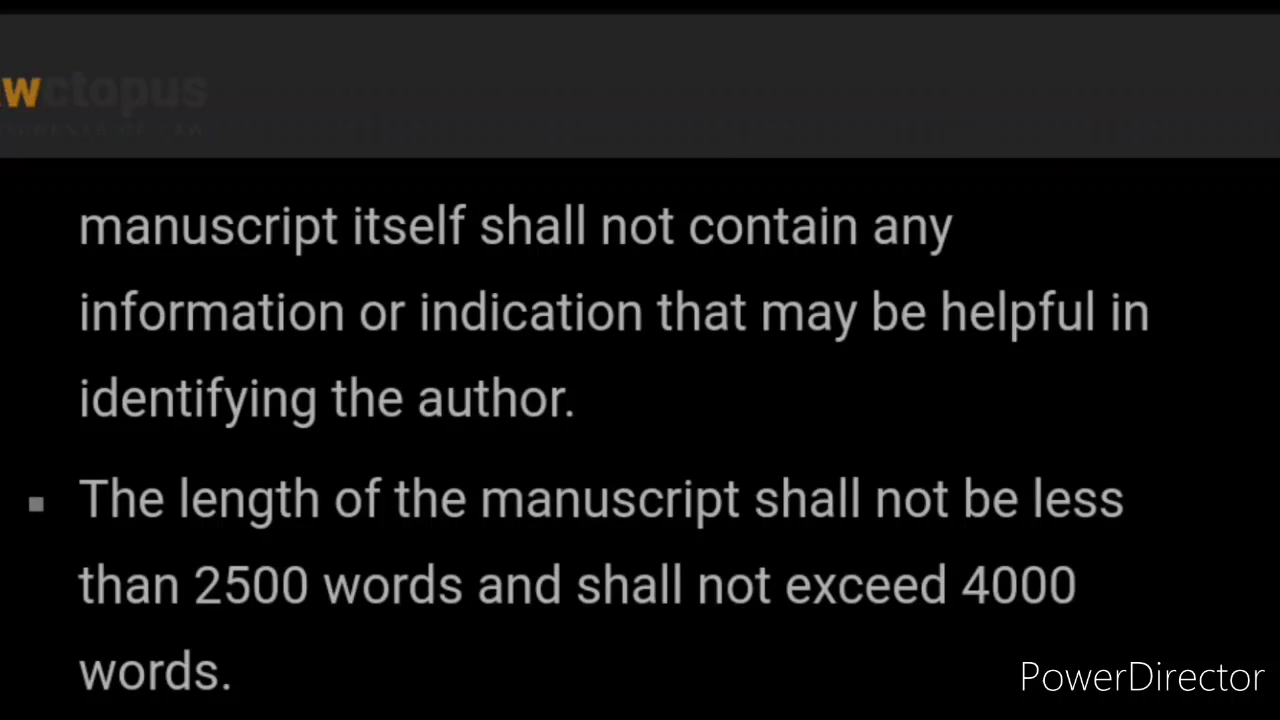 wctopus
manuscript itself shall not contain any
information or indication that may be helpful in
identifying the author.
▪ The length of the manuscript shall not be less
than 2500 words and shall not exceed 4000
words.
PowerDirector